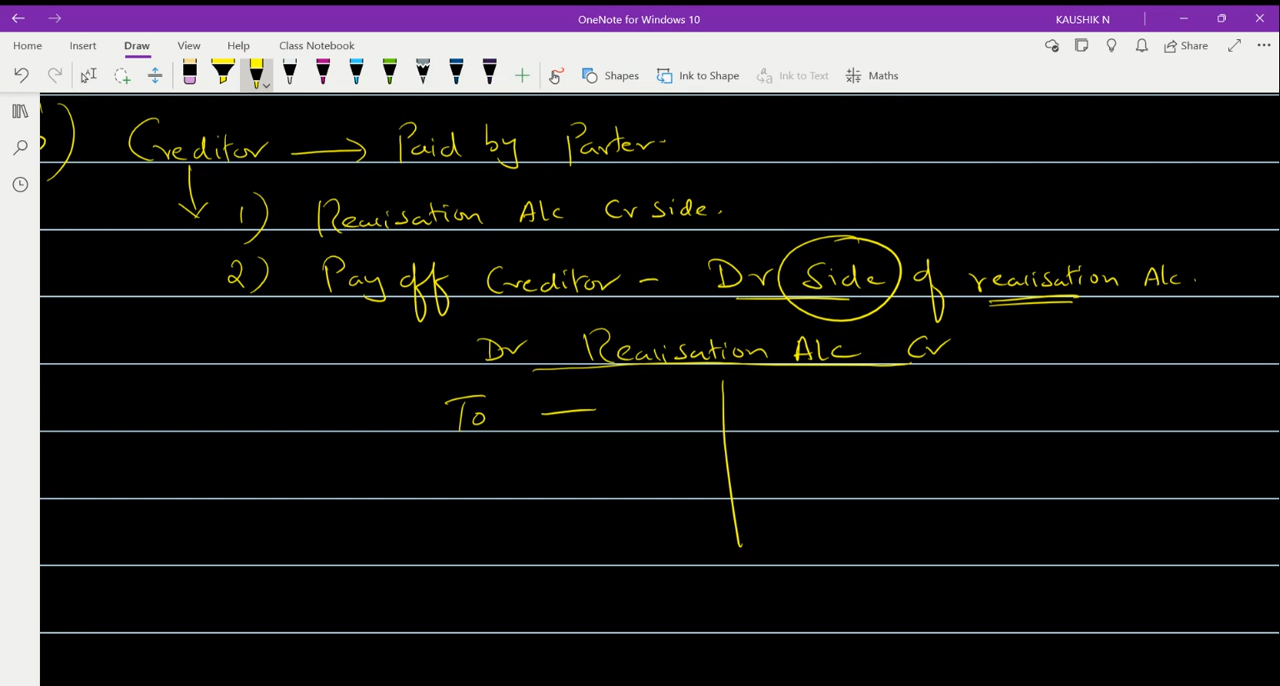 OneNote for Windows 10
KAUSHIK N
Home Insert Draw View Help Class Notebook
Share
Shapes Ink to Shape Ink to Text Maths
Creditor → Paid by Parter.
1) Realisation A/c Cr side.
2) Pay off Creditor - Dr Side of realisation A/c.
Dr Realisation A/c Cr
To —